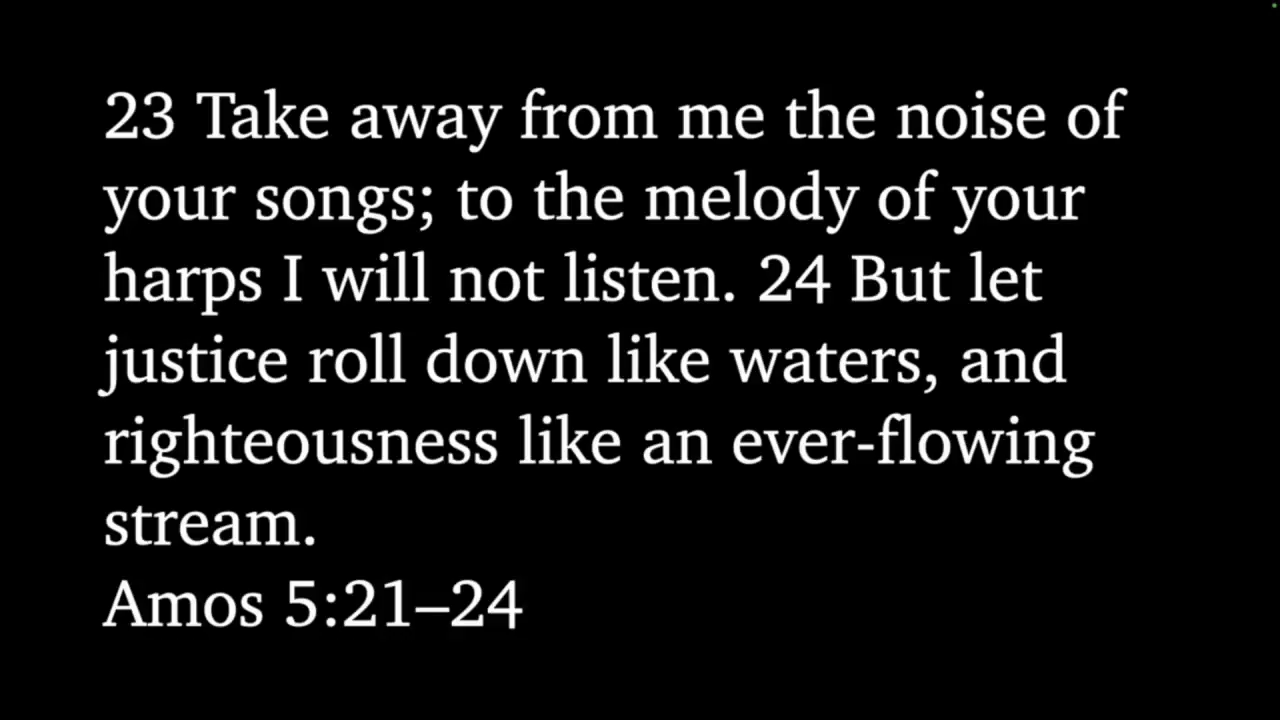 23 Take away from me the noise of
your songs; to the melody of your
harps I will not listen. 24 But let
justice roll down like waters, and
righteousness like an ever-flowing
stream.
Amos 5:21–24